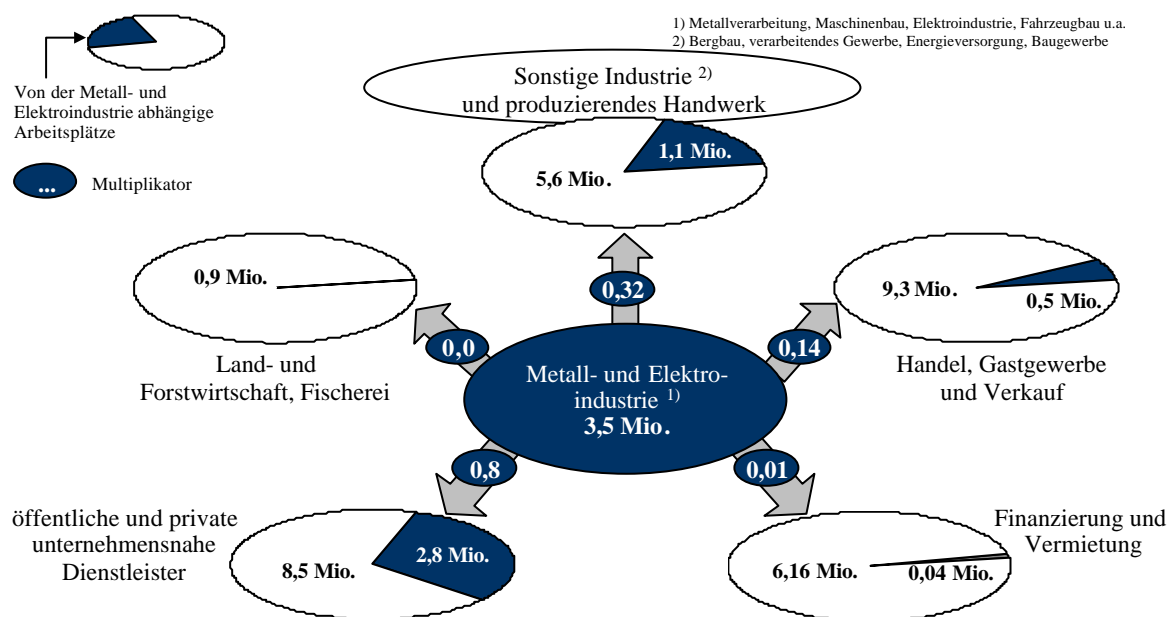 1) Metallverarbeitung, Maschinenbau, Elektroindustrie, Fahrzeugbau u.a.
2) Bergbau, verarbeitendes Gewerbe, Energieversorgung, Baugewerbe
Von der Metall- und
Elektroindustrie abhängige
Arbeitsplätze
... Multiplikator
Sonstige Industrie 2)
und produzierendes Handwerk
1,1 Mio.
5,6 Mio.
0,9 Mio.
Land- und
Forstwirtschaft, Fischerei
9,3 Mio.
0,5 Mio.
Handel, Gastgewerbe
und Verkauf
0,32
0,0
0,14
Metall- und Elektro-
industrie 1)
3,5 Mio.
0,8
0,01
öffentliche und private
unternehmensnahe
Dienstleister
8,5 Mio.
2,8 Mio.
Finanzierung und
Vermietung
6,16 Mio.
0,04 Mio.